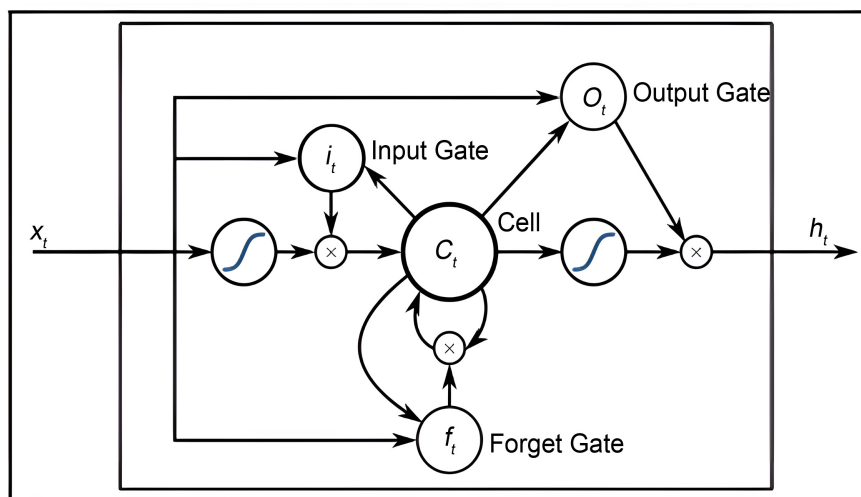 O_t Output Gate
i_t Input Gate
x_t
×
C_t
Cell
×
h_t
×
f_t Forget Gate